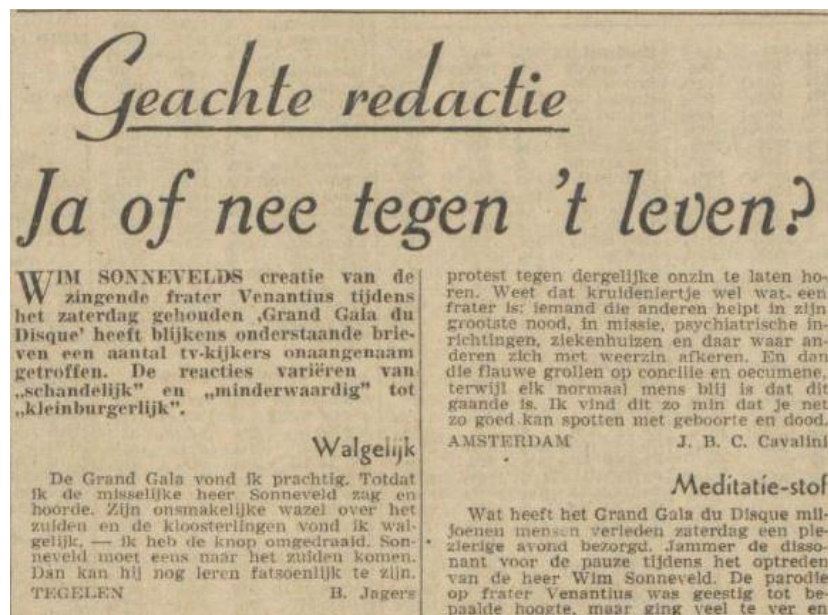 Geachte redactie
Ja of nee tegen 't leven?
WIM SONNEVELDS creatie van de
zingende frater Venantius tijdens
het zaterdag gehouden ‚Grand Gala du
Disque' heeft blijkens onderstaande brie-
ven een aantal tv-kijkers onaangenaam
getroffen. De reacties variëren van
„schandelijk” en „minderwaardig” tot
„kleinburgerlijk”.
Walgelijk
De Grand Gala vond ik prachtig. Totdat
ik de misselijke heer Sonneveld zag en
hoorde. Zijn onsmakelijke wazel over het
zuiden en de kloosterlingen vond ik wal-
gelijk, — ik heb de knop omgedraaid. Son-
neveld moet eens naar het zuiden komen.
Dan kan hij nog leren fatsoenlijk te zijn.
TEGELEN B. Jagers
protest tegen dergelijke onzin te laten ho-
ren. Weet dat kruideniertje wel wat een
frater is: iemand die anderen helpt in zijn
grootste nood, in missie, psychiatrische in-
richtingen, ziekenhuizen en daar waar an-
deren zich met weerzin afkeren. En dan
die flauwe grollen op concilie en oecumene,
terwijl elk normaal mens blij is dat dit
gaande is. Ik vind dit zo min dat je net
zo goed kan spotten met geboorte en dood.
AMSTERDAM J. B. C. Cavalini
Meditatie-stof
Wat heeft het Grand Gala du Disque mil-
joenen mensen verleden zaterdag een ple-
zierige avond bezorgd. Jammer de disso-
nant voor de pauze tijdens het optreden
van de heer Wim Sonneveld. De parodie
op frater Venantius was geestig tot be-
paalde hoogte, maar ging veel te ver en